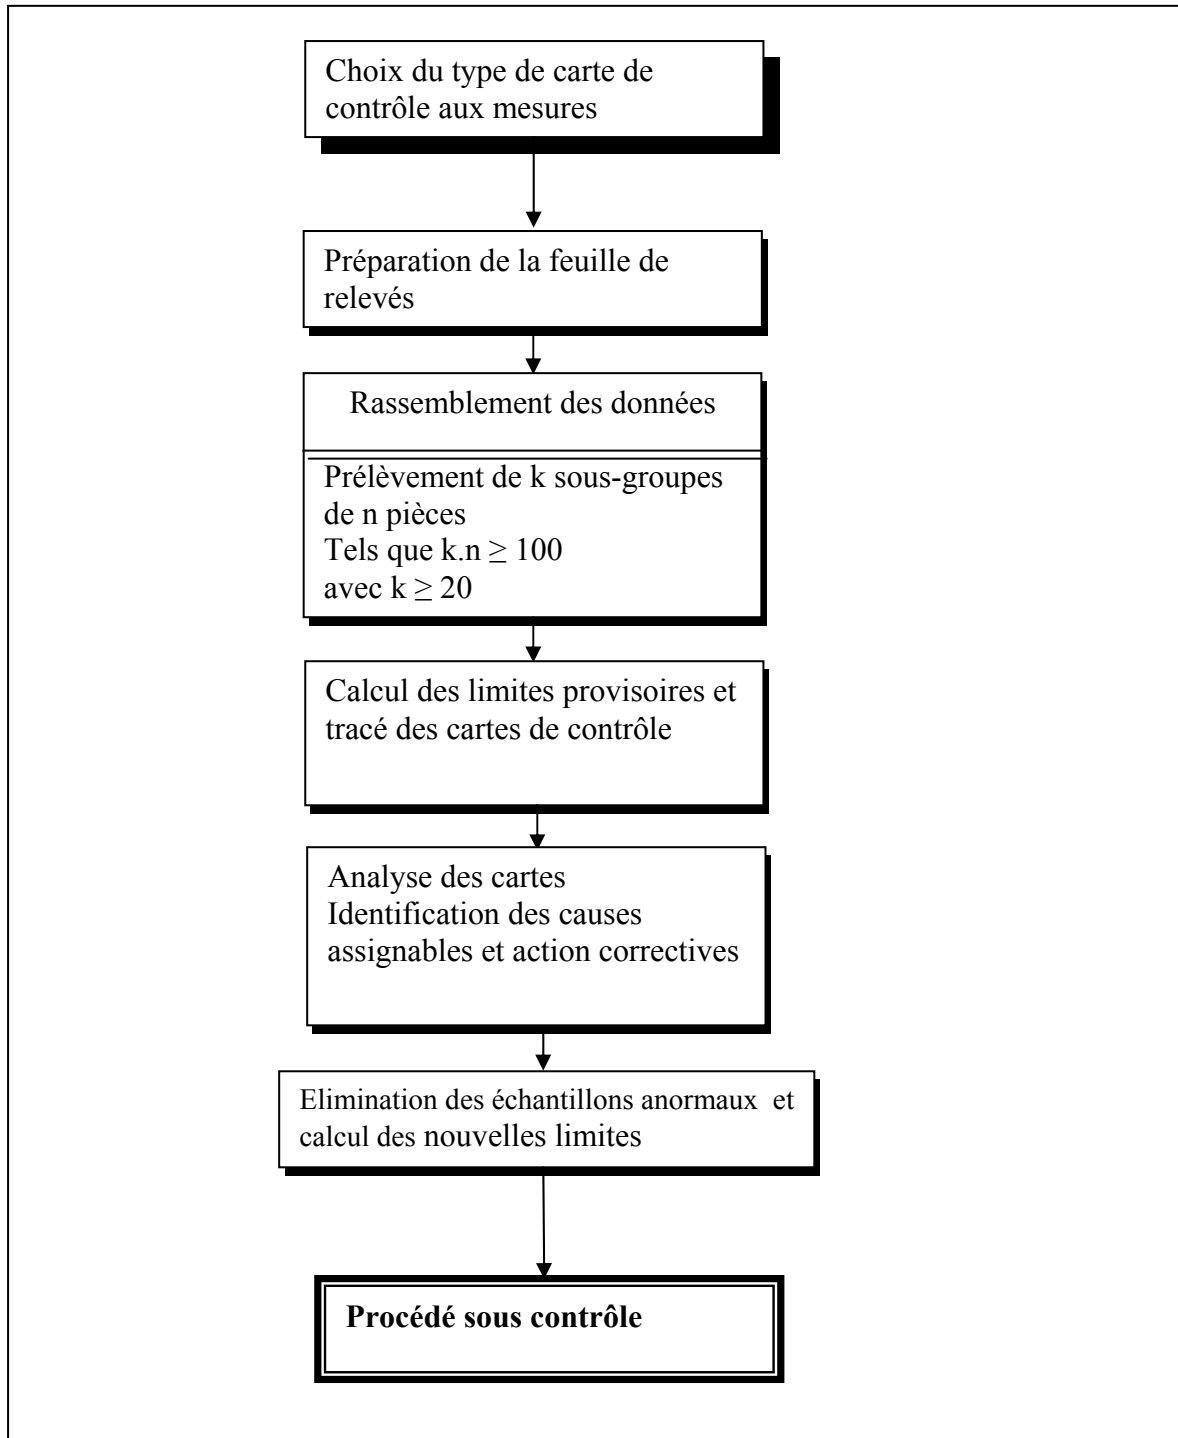 Choix du type de carte de
contrôle aux mesures
Préparation de la feuille de
relevés
Rassemblement des données
Prélèvement de k sous-groupes
de n pièces
Tels que k.n ≥ 100
avec k ≥ 20
Calcul des limites provisoires et
tracé des cartes de contrôle
Analyse des cartes
Identification des causes
assignables et action correctives
Elimination des échantillons anormaux et
calcul des nouvelles limites
Procédé sous contrôle